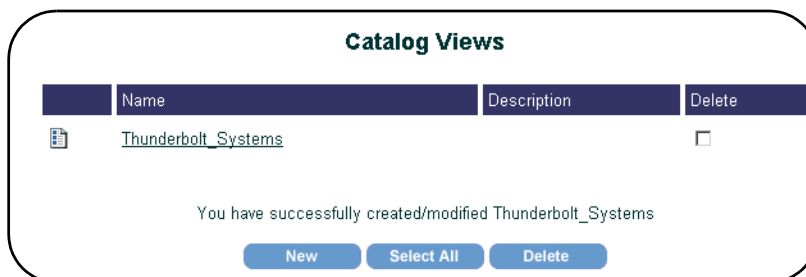 Catalog Views
Name Description Delete
Thunderbolt_Systems
You have successfully created/modified Thunderbolt_Systems
New Select All Delete